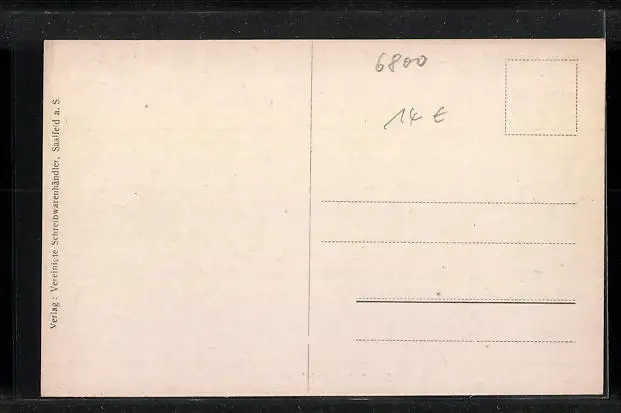 Verlag: Vereinigte Schreibwarenhändler, Saalfeld a. S.
6800
14 €